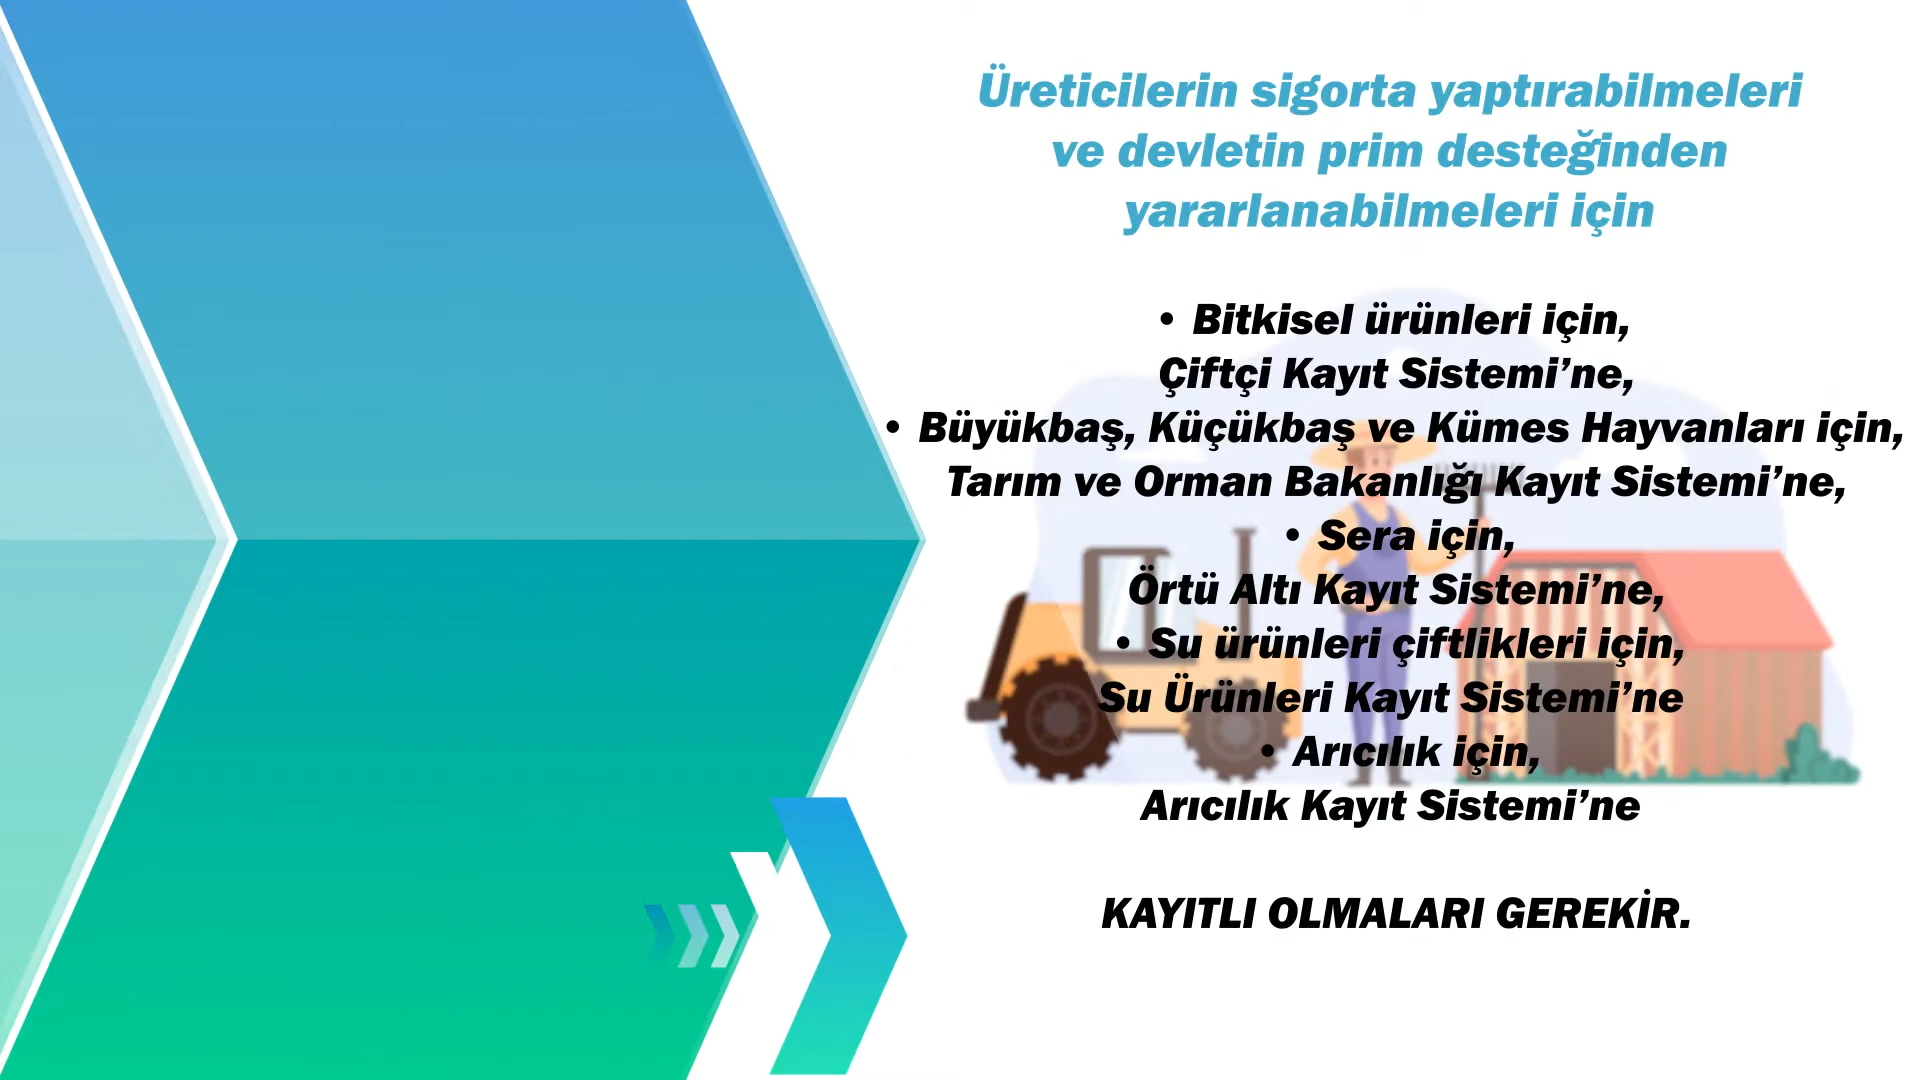 Üreticilerin sigorta yaptırabilmeleri
ve devletin prim desteğinden
yararlanabilmeleri için
• Bitkisel ürünleri için,
Çiftçi Kayıt Sistemi’ne,
• Büyükbaş, Küçükbaş ve Kümes Hayvanları için,
Tarım ve Orman Bakanlığı Kayıt Sistemi’ne,
• Sera için,
Örtü Altı Kayıt Sistemi’ne,
• Su ürünleri çiftlikleri için,
Su Ürünleri Kayıt Sistemi’ne
• Arıcılık için,
Arıcılık Kayıt Sistemi’ne
KAYITLI OLMALARI GEREKİR.